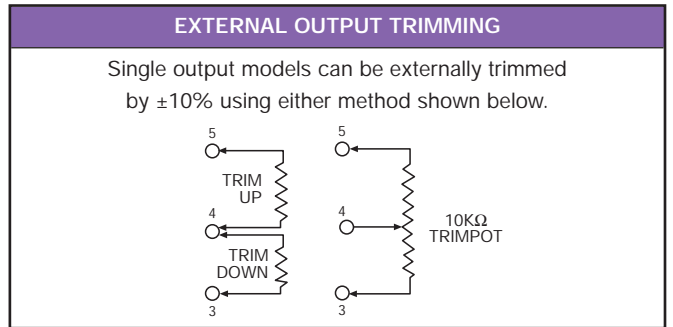 EXTERNAL OUTPUT TRIMMING
Single output models can be externally trimmed
by ±10% using either method shown below.
5
TRIM
UP
4
TRIM
DOWN
3
5
4
10KΩ
TRIMPOT
3